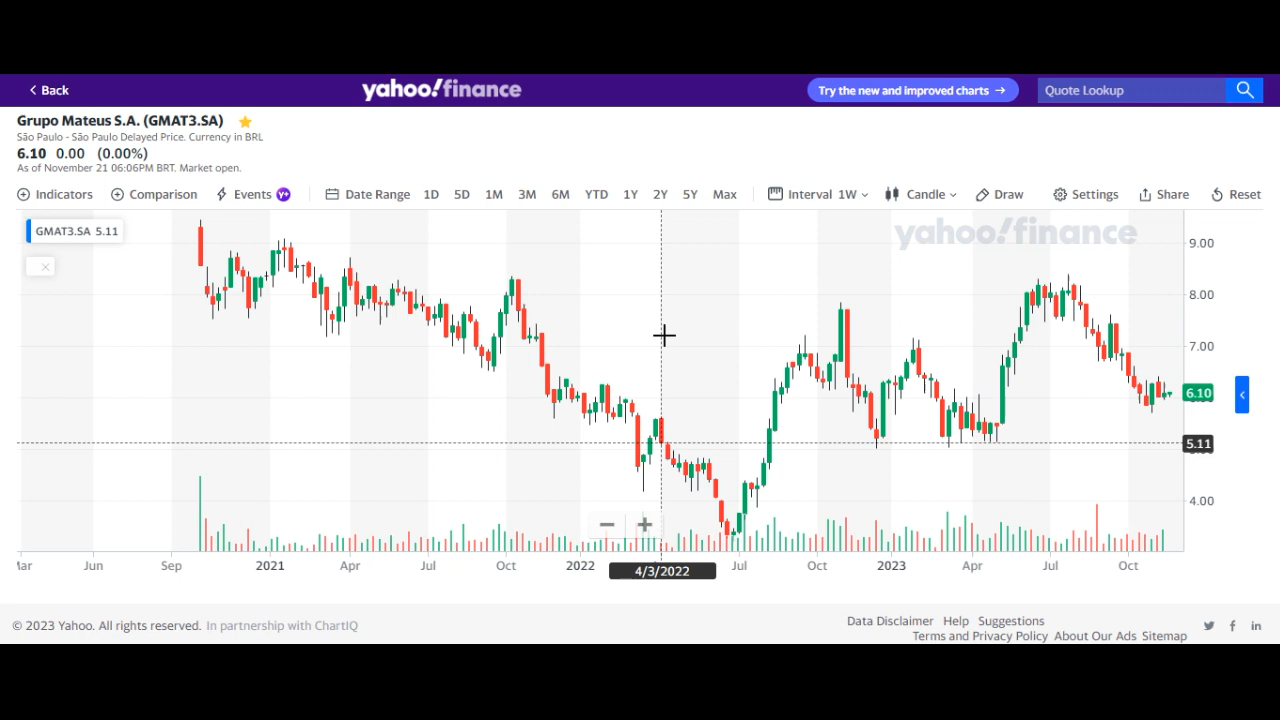 Back
yahoo!finance
Try the new and improved charts →
Quote Lookup
Grupo Mateus S.A. (GMAT3.SA)
São Paulo - São Paulo Delayed Price. Currency in BRL
6.10 0.00 (0.00%)
As of November 21 06:06PM BRT. Market open.
Indicators Comparison Events Y+ Date Range 1D 5D 1M 3M 6M YTD 1Y 2Y 5Y Max Interval 1W Candle Draw Settings Share Reset
GMAT3.SA 5.11
yahoo!finance
9.00
8.00
7.00
6.10
5.11
4.00
Mar Jun Sep 2021 Apr Jul Oct 2022 4/3/2022 Jul Oct 2023 Apr Jul Oct
© 2023 Yahoo. All rights reserved. In partnership with ChartIQ
Data Disclaimer Help Suggestions
Terms and Privacy Policy About Our Ads Sitemap